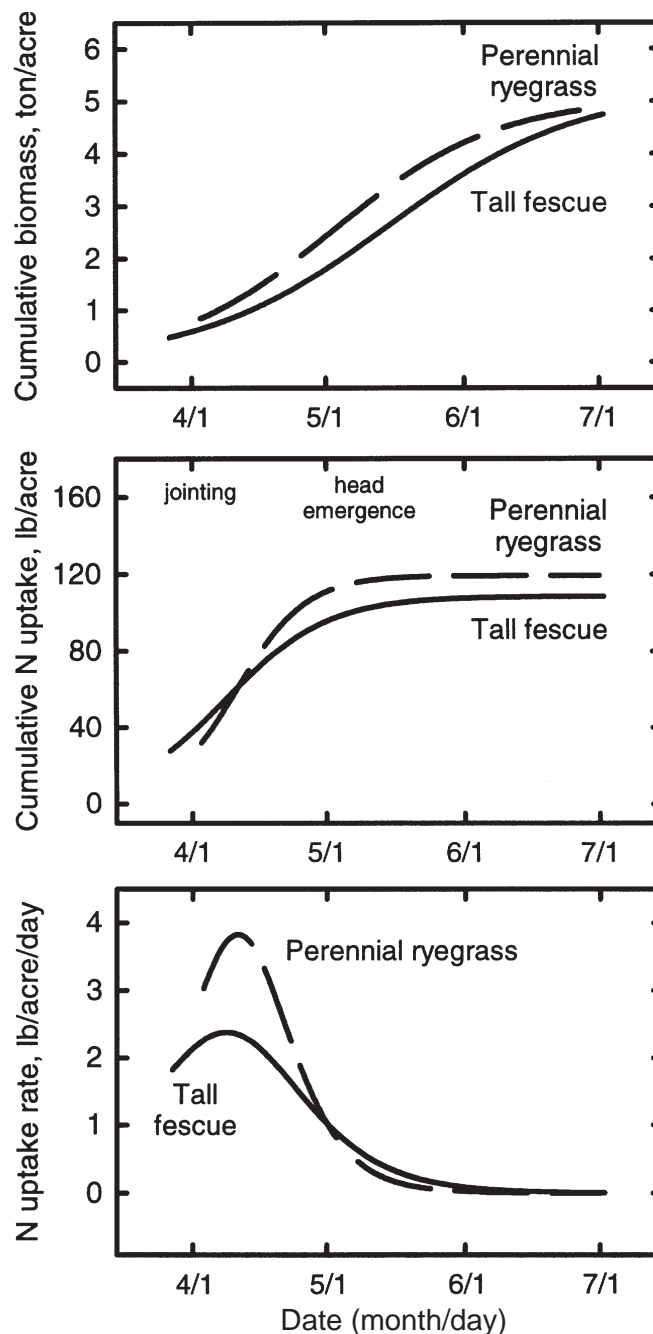 Cumulative biomass, ton/acre
6
5
4
3
2
1
0
Perennial
ryegrass
Tall fescue
4/1 5/1 6/1 7/1
Cumulative N uptake, lb/acre
160
120
80
40
0
jointing
head
emergence
Perennial
ryegrass
Tall fescue
4/1 5/1 6/1 7/1
N uptake rate, lb/acre/day
4
3
2
1
0
Perennial ryegrass
Tall
fescue
4/1 5/1 6/1 7/1
Date (month/day)